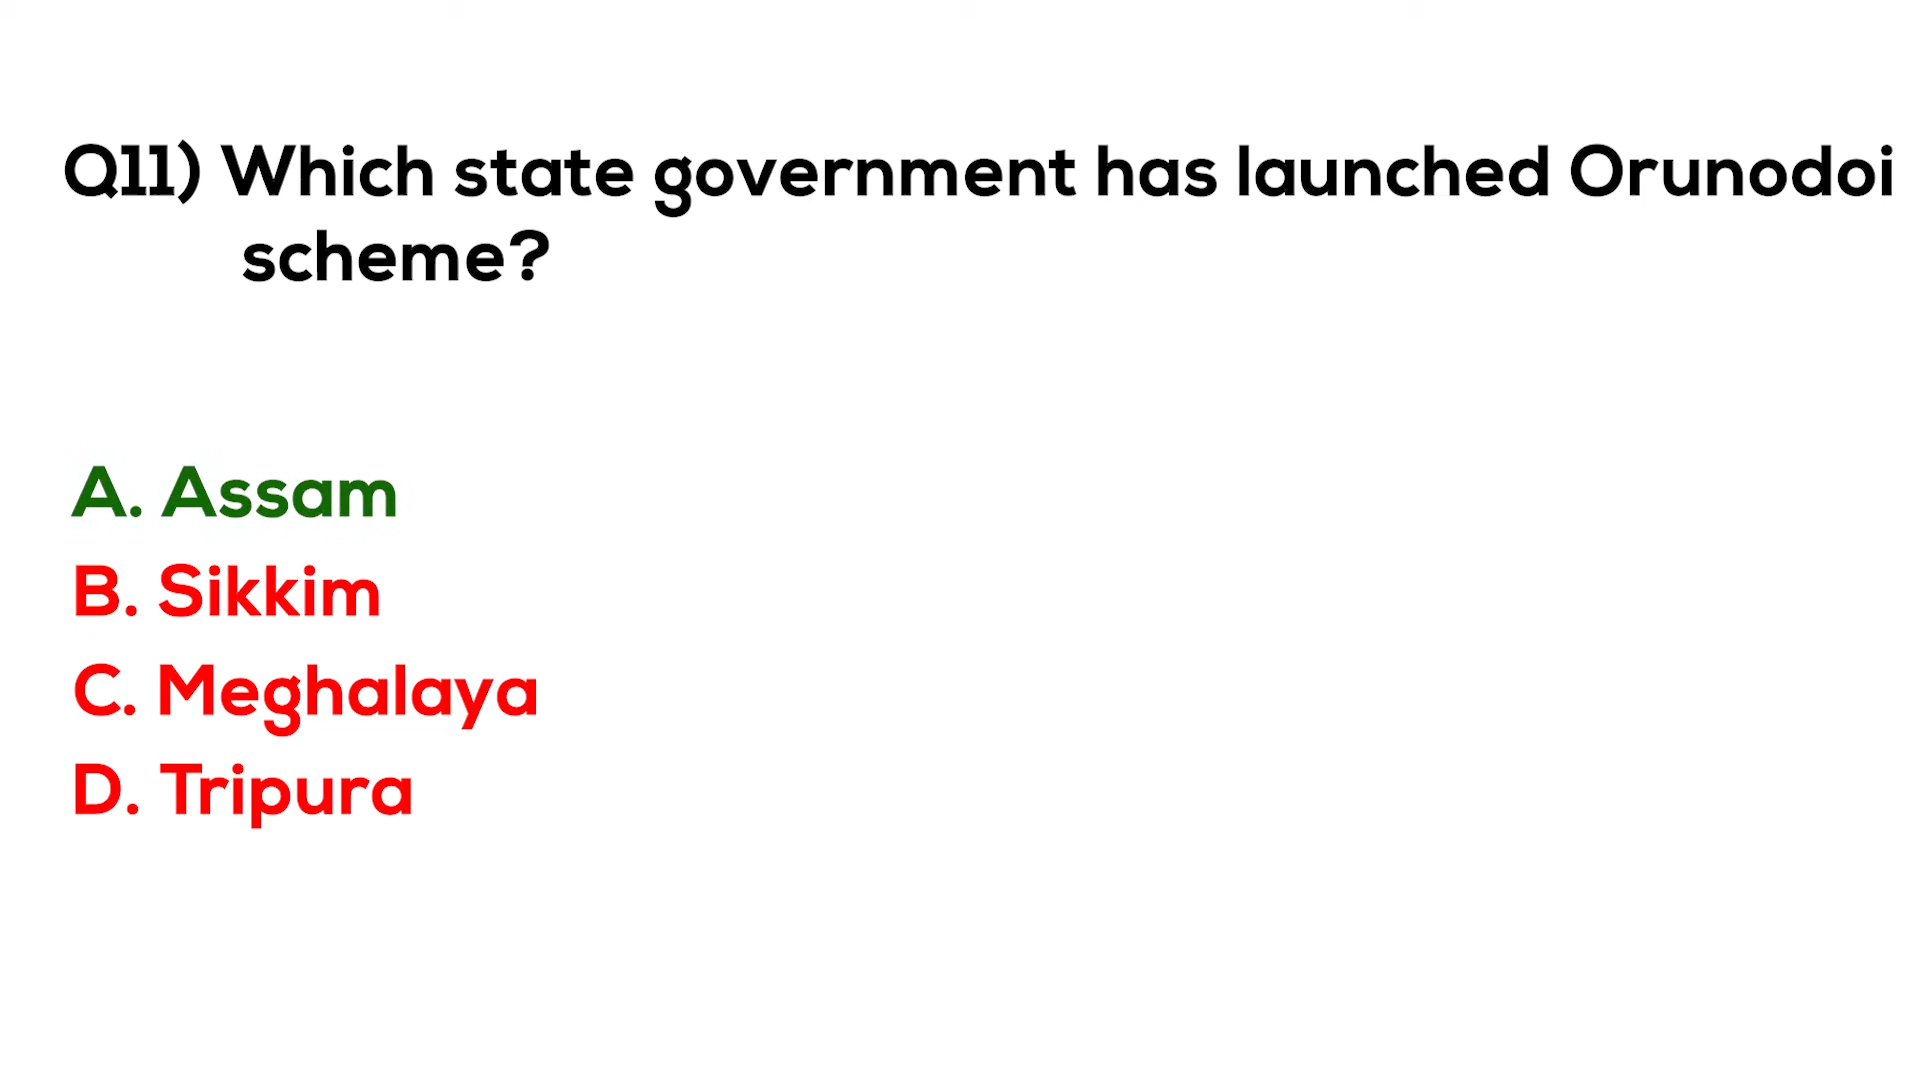 Q11) Which state government has launched Orunodoi
scheme?
A. Assam
B. Sikkim
C. Meghalaya
D. Tripura